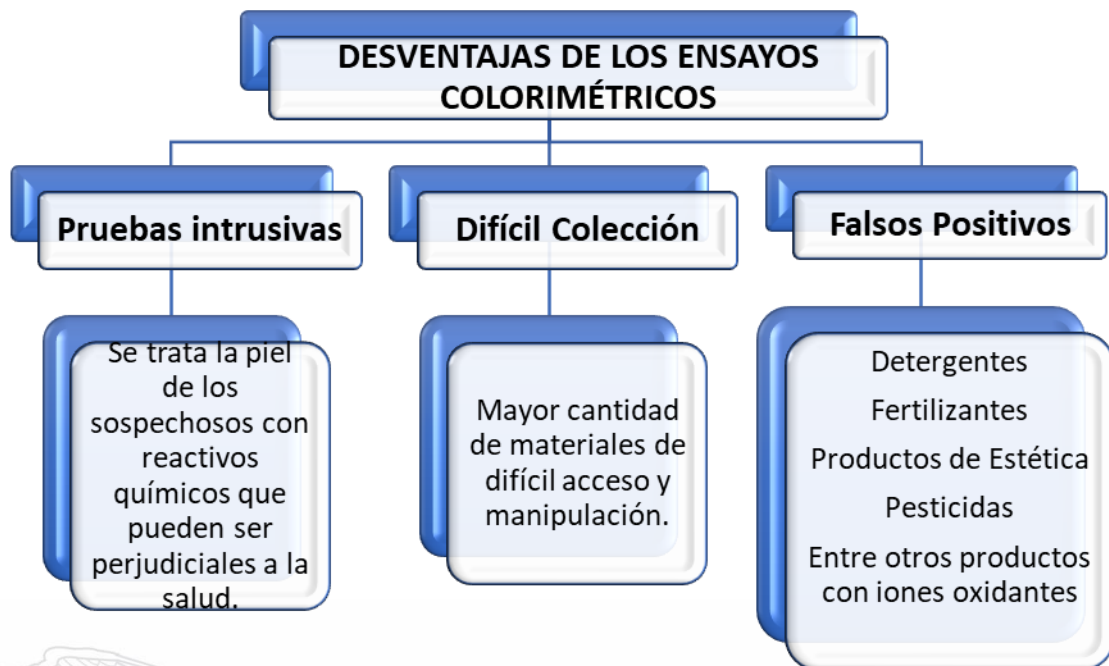 DESVENTAJAS DE LOS ENSAYOS
COLORIMÉTRICOS
Pruebas intrusivas
Difícil Colección
Falsos Positivos
Se trata la piel
de los
sospechosos con
reactivos
químicos que
pueden ser
perjudiciales a la
salud.
Mayor cantidad
de materiales de
difícil acceso y
manipulación.
Detergentes
Fertilizantes
Productos de Estética
Pesticidas
Entre otros productos
con iones oxidantes